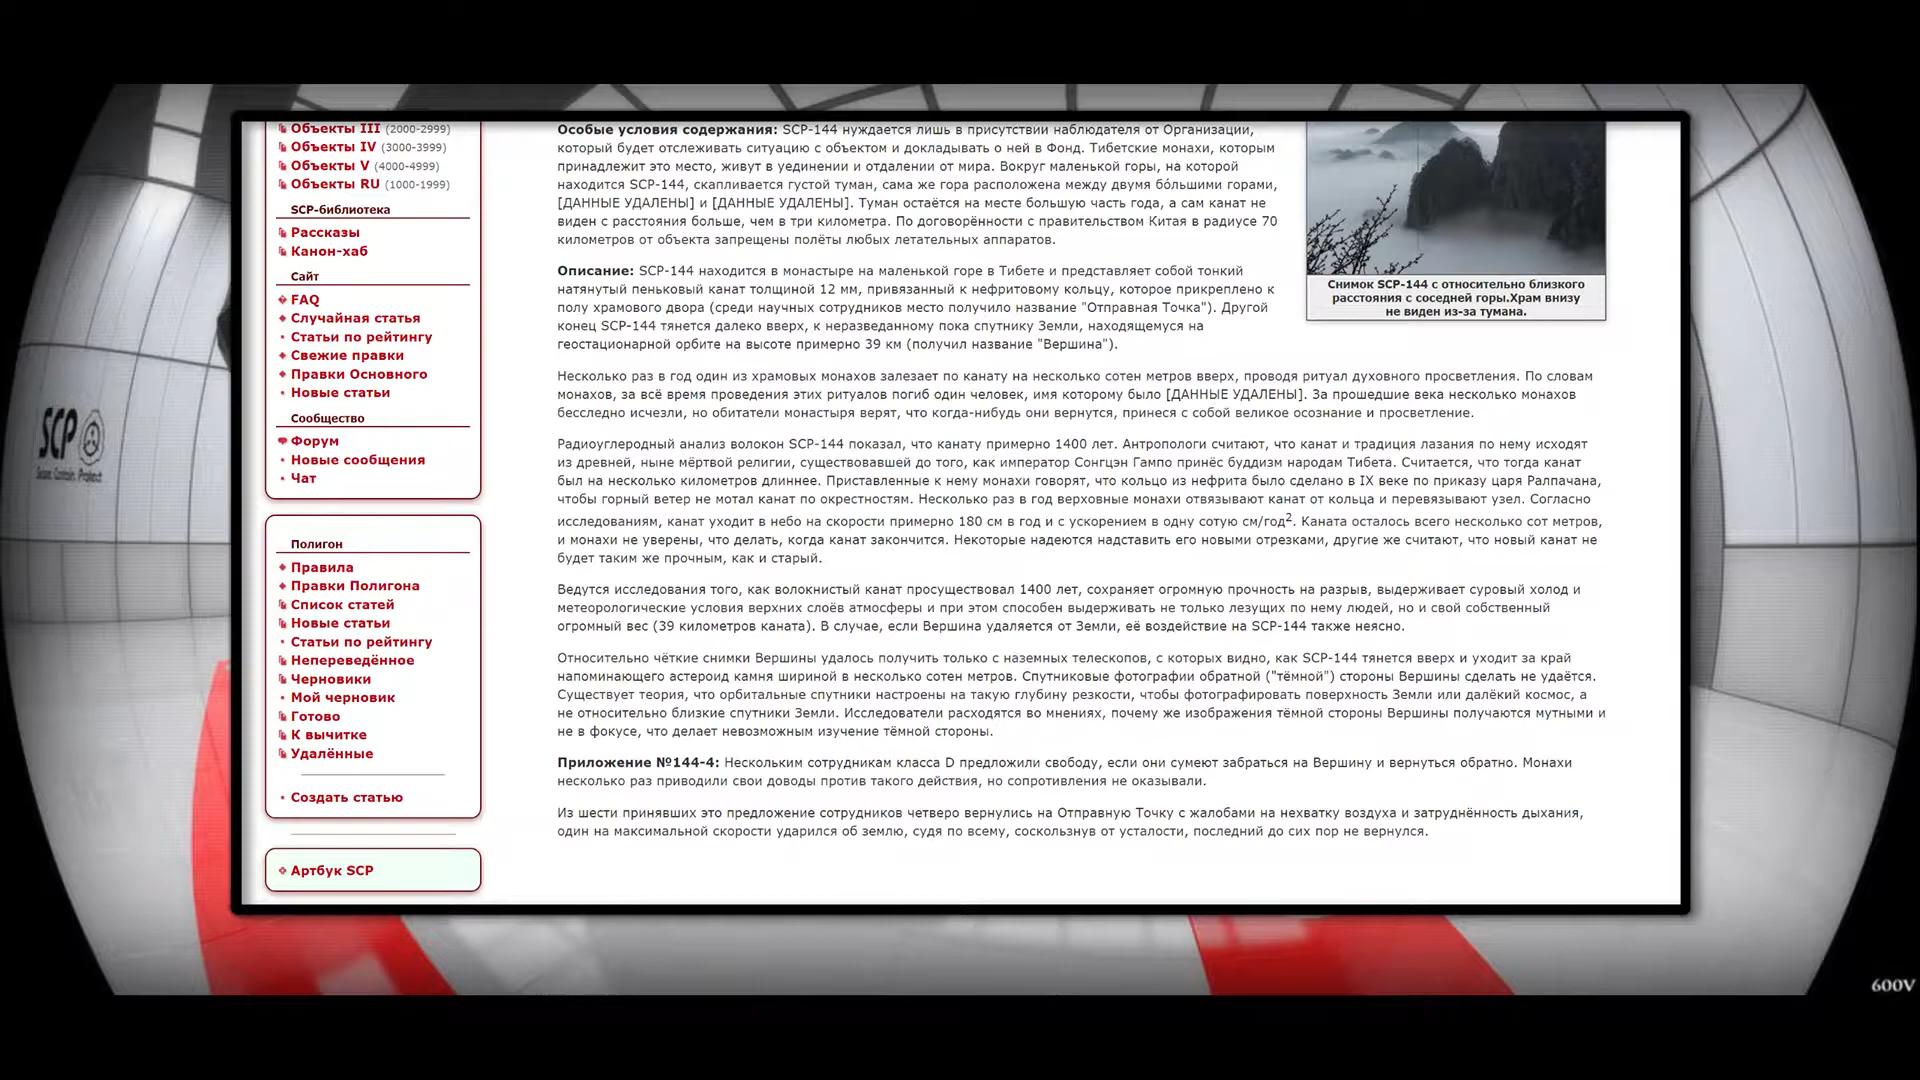 Объекты III (2000-2999)
Объекты IV (3000-3999)
Объекты V (4000-4999)
Объекты RU (1000-1999)
SCP-библиотека
Рассказы
Канон-хаб
Сайт
FAQ
Случайная статья
Статьи по рейтингу
Свежие правки
Правки Основного
Новые статьи
Сообщество
Форум
Новые сообщения
Чат
Полигон
Правила
Правки Полигона
Список статей
Новые статьи
Статьи по рейтингу
Непереведённое
Черновики
Мой черновик
Готово
К вычитке
Удалённые
Создать статью
Артбук SCP
Особые условия содержания: SCP-144 нуждается лишь в присутствии наблюдателя от Организации,
который будет отслеживать ситуацию с объектом и докладывать о ней в Фонд. Тибетские монахи, которым
принадлежит это место, живут в уединении и отдалении от мира. Вокруг маленькой горы, на которой
находится SCP-144, скапливается густой туман, сама же гора расположена между двумя бо́льшими горами,
[ДАННЫЕ УДАЛЕНЫ] и [ДАННЫЕ УДАЛЕНЫ]. Туман остаётся на месте большую часть года, а сам канат не
виден с расстояния больше, чем в три километра. По договорённости с правительством Китая в радиусе 70
километров от объекта запрещены полёты любых летательных аппаратов.
Снимок SCP-144 с относительно близкого
расстояния с соседней горы.Храм внизу
не виден из-за тумана.
Описание: SCP-144 находится в монастыре на маленькой горе в Тибете и представляет собой тонкий
натянутый пеньковый канат толщиной 12 мм, привязанный к нефритовому кольцу, которое прикреплено к
полу храмового двора (среди научных сотрудников место получило название "Отправная Точка"). Другой
конец SCP-144 тянется далеко вверх, к неразведанному пока спутнику Земли, находящемуся на
геостационарной орбите на высоте примерно 39 км (получил название "Вершина").
Несколько раз в год один из храмовых монахов залезает по канату на несколько сотен метров вверх, проводя ритуал духовного просветления. По словам
монахов, за всё время проведения этих ритуалов погиб один человек, имя которому было [ДАННЫЕ УДАЛЕНЫ]. За прошедшие века несколько монахов
бесследно исчезли, но обитатели монастыря верят, что когда-нибудь они вернутся, принеся с собой великое осознание и просветление.
Радиоуглеродный анализ волокон SCP-144 показал, что канату примерно 1400 лет. Антропологи считают, что канат и традиция лазания по нему исходят
из древней, ныне мёртвой религии, существовавшей до того, как император Сонгцэн Гампо принёс буддизм народам Тибета. Считается, что тогда канат
был на несколько километров длиннее. Приставленные к нему монахи говорят, что кольцо из нефрита было сделано в IX веке по приказу царя Ралпачана,
чтобы горный ветер не мотал канат по окрестностям. Несколько раз в год верховные монахи отвязывают канат от кольца и перевязывают узел. Согласно
исследованиям, канат уходит в небо на скорости примерно 180 см в год и с ускорением в одну сотую см/год². Каната осталось всего несколько сот метров,
и монахи не уверены, что делать, когда канат закончится. Некоторые надеются надставить его новыми отрезками, другие же считают, что новый канат не
будет таким же прочным, как и старый.
Ведутся исследования того, как волокнистый канат просуществовал 1400 лет, сохраняет огромную прочность на разрыв, выдерживает суровый холод и
метеорологические условия верхних слоёв атмосферы и при этом способен выдерживать не только лезущих по нему людей, но и свой собственный
огромный вес (39 километров каната). В случае, если Вершина удаляется от Земли, её воздействие на SCP-144 также неясно.
Относительно чёткие снимки Вершины удалось получить только с наземных телескопов, с которых видно, как SCP-144 тянется вверх и уходит за край
напоминающего астероид камня шириной в несколько сотен метров. Спутниковые фотографии обратной ("тёмной") стороны Вершины сделать не удаётся.
Существует теория, что орбитальные спутники настроены на такую глубину резкости, чтобы фотографировать поверхность Земли или далёкий космос, а
не относительно близкие спутники Земли. Исследователи расходятся во мнениях, почему же изображения тёмной стороны Вершины получаются мутными и
не в фокусе, что делает невозможным изучение тёмной стороны.
Приложение №144-4: Нескольким сотрудникам класса D предложили свободу, если они сумеют забраться на Вершину и вернуться обратно. Монахи
несколько раз приводили свои доводы против такого действия, но сопротивления не оказывали.
Из шести принявших это предложение сотрудников четверо вернулись на Отправную Точку с жалобами на нехватку воздуха и затруднённость дыхания,
один на максимальной скорости ударился об землю, судя по всему, соскользнув от усталости, последний до сих пор не вернулся.
SCP
Secure. Contain. Protect
600V